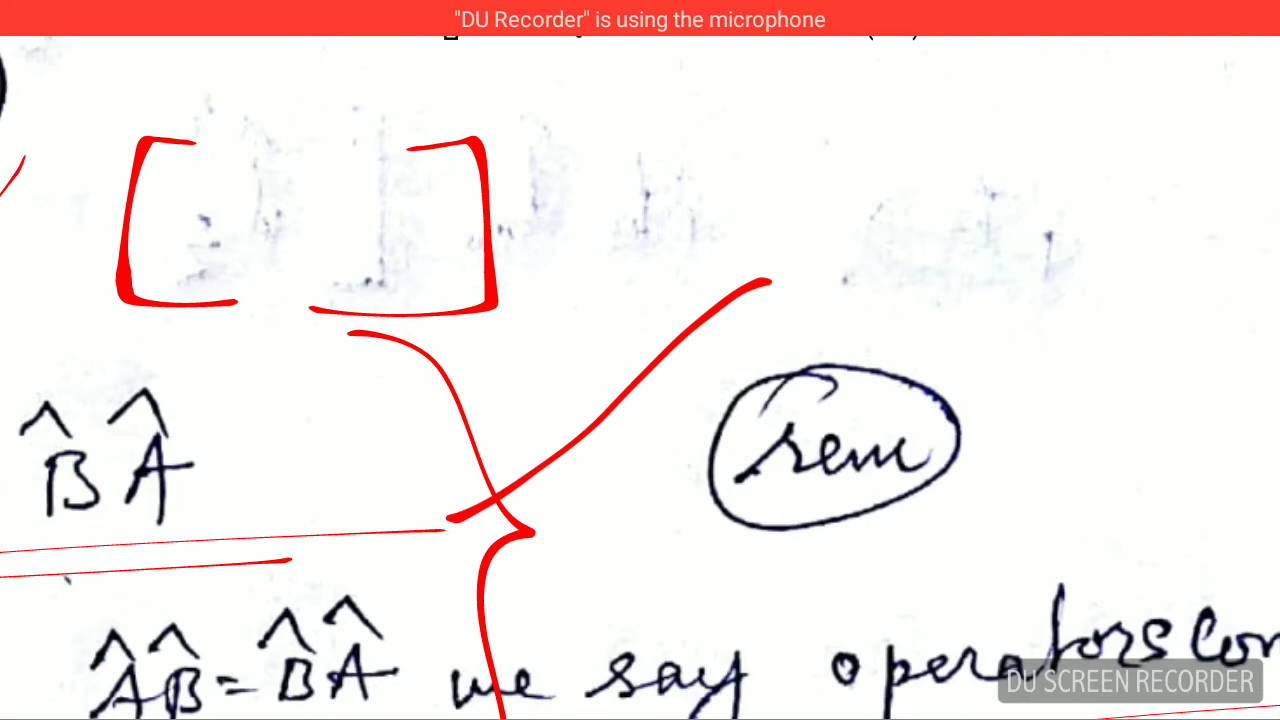 "DU Recorder" is using the microphone
B̂ Â
rem
ÂB̂ = B̂Â we say operators Com
DU SCREEN RECORDER